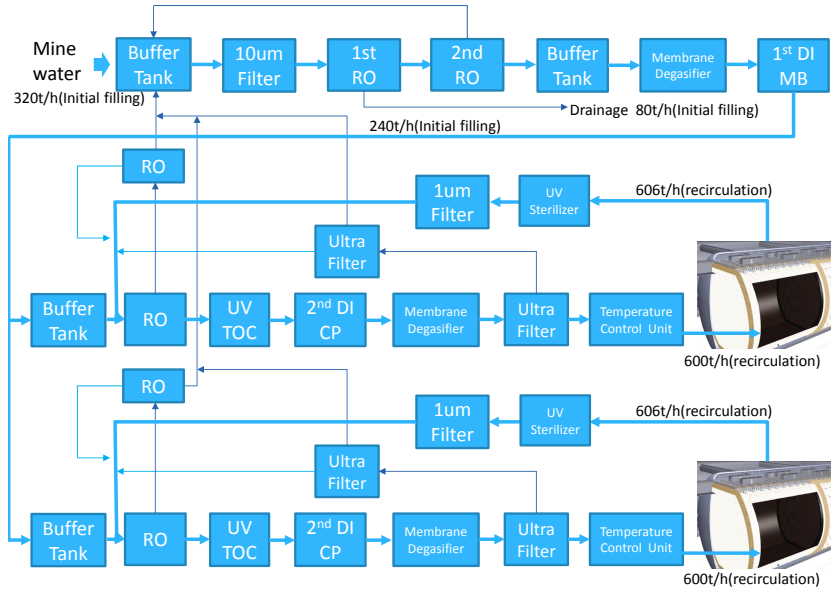 Mine
water
Buffer
Tank
10um
Filter
1st
RO
2nd
RO
Buffer
Tank
Membrane
Degasifier
1st DI
MB
320t/h(Initial filling)
Drainage 80t/h(Initial filling)
240t/h(Initial filling)
RO
1um
Filter
UV
Sterilizer
606t/h(recirculation)
Ultra
Filter
Buffer
Tank
RO
UV
TOC
2nd DI
CP
Membrane
Degasifier
Ultra
Filter
Temperature
Control Unit
600t/h(recirculation)
RO
1um
Filter
UV
Sterilizer
606t/h(recirculation)
Ultra
Filter
Buffer
Tank
RO
UV
TOC
2nd DI
CP
Membrane
Degasifier
Ultra
Filter
Temperature
Control Unit
600t/h(recirculation)